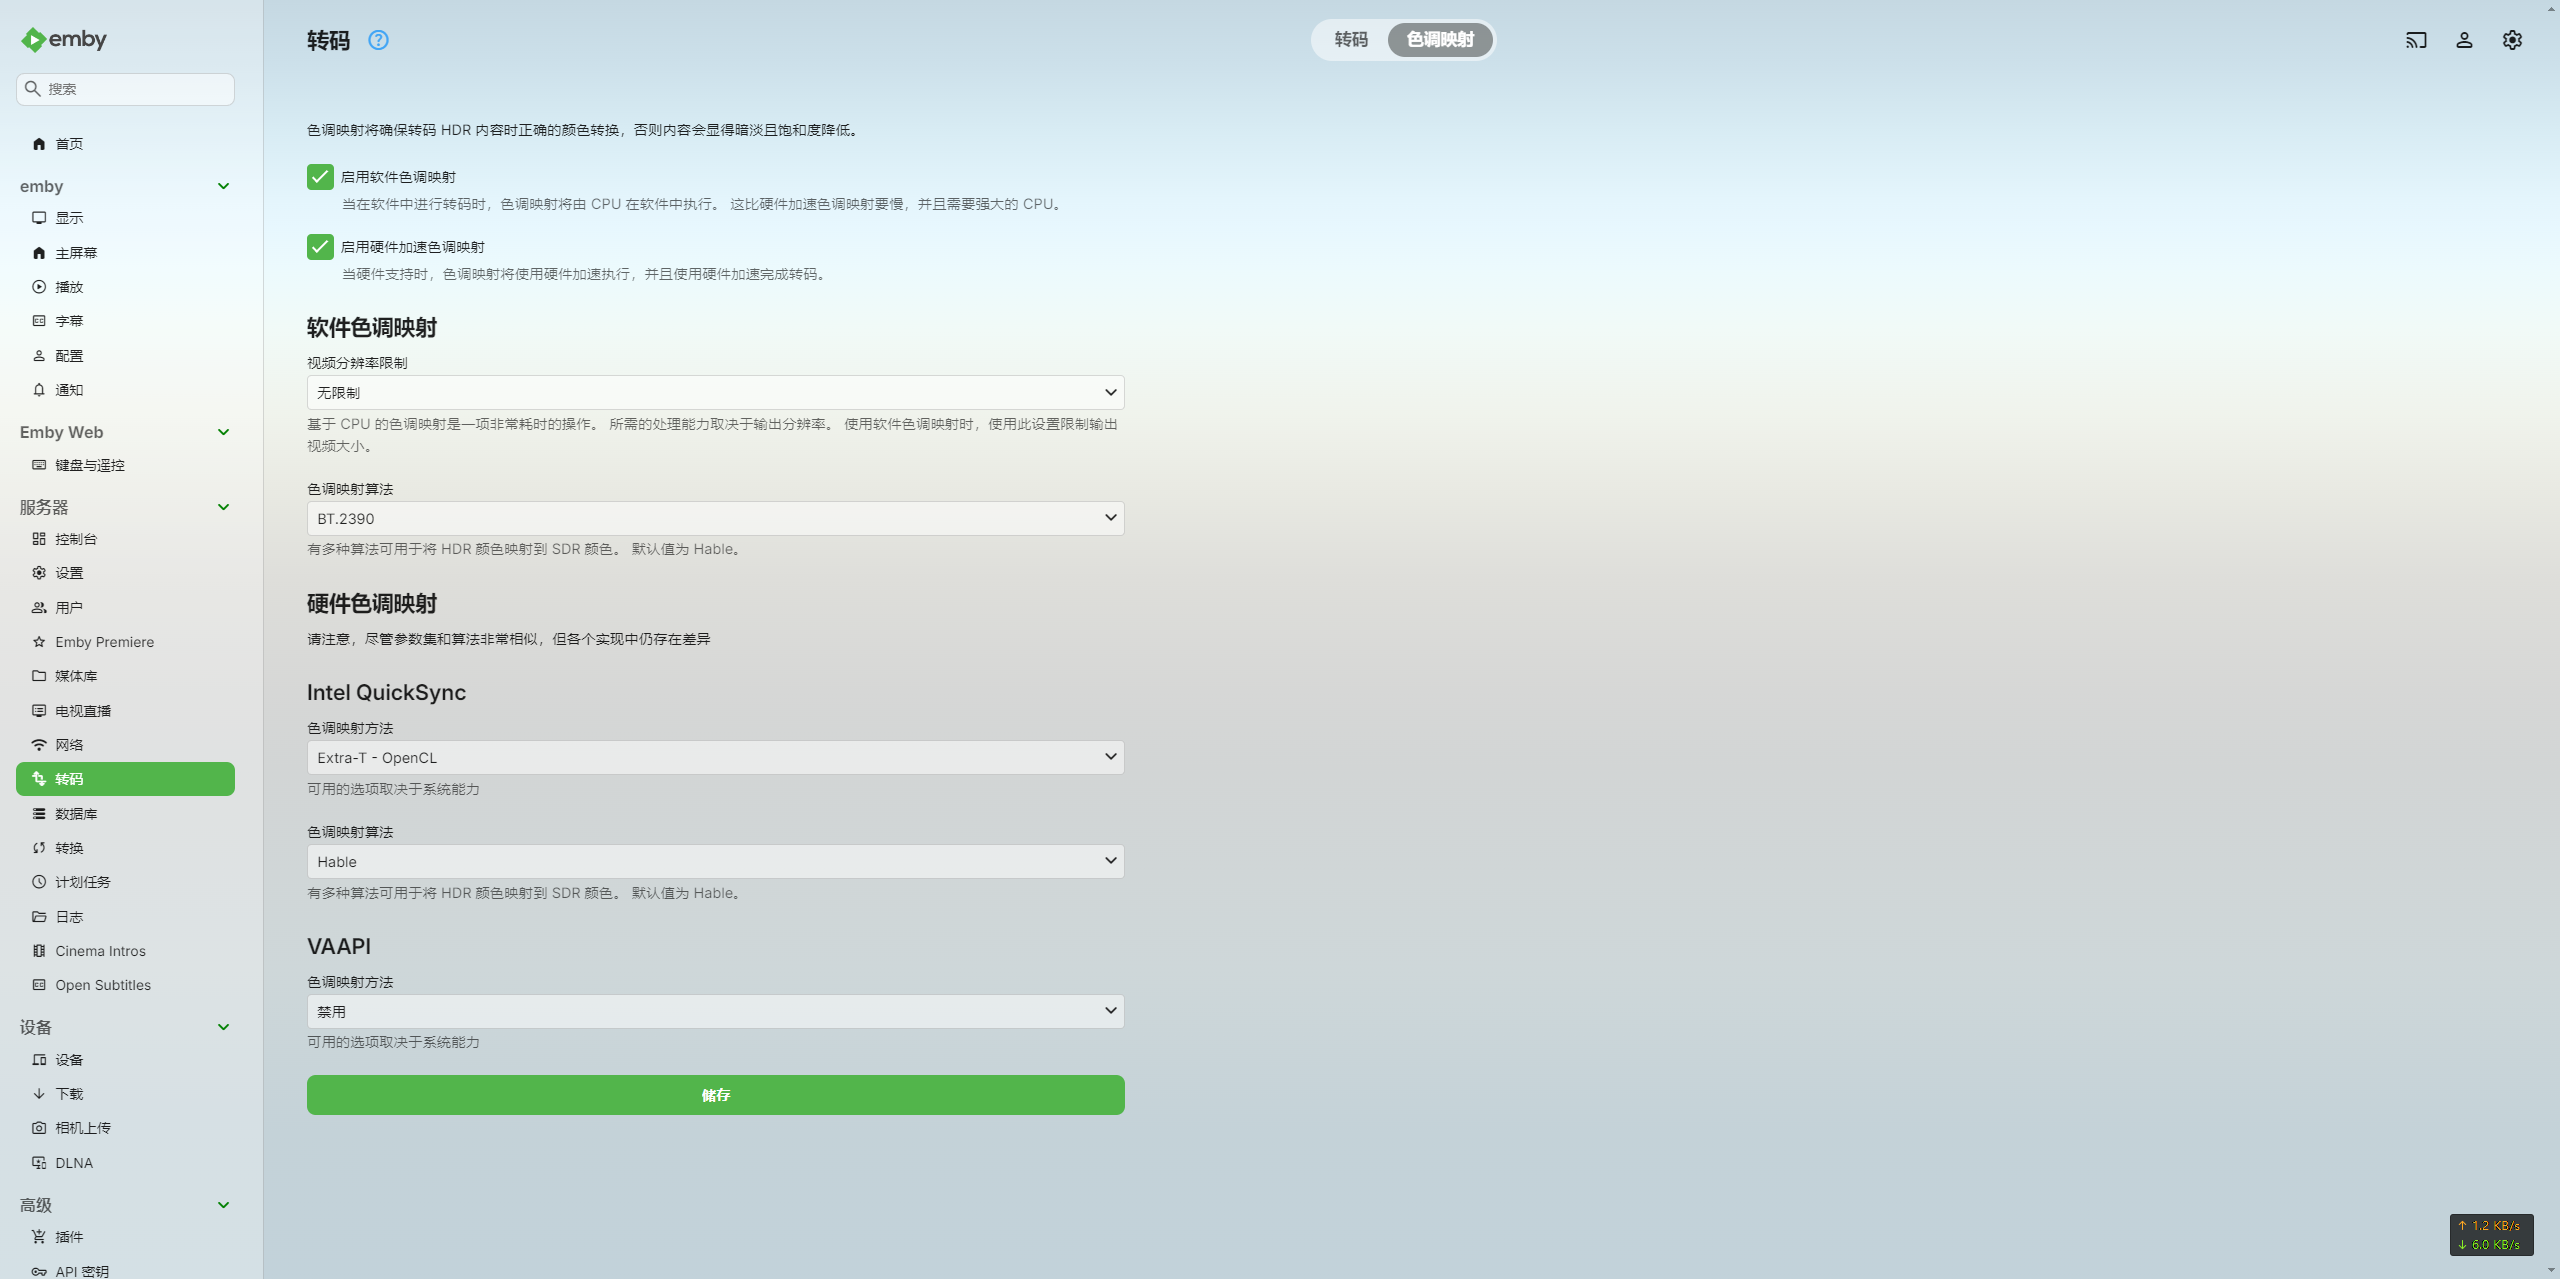 emby
搜索
首页
emby
显示
主屏幕
播放
字幕
配置
通知
Emby Web
键盘与遥控
服务器
控制台
设置
用户
Emby Premiere
媒体库
电视直播
网络
转码
数据库
转换
计划任务
日志
Cinema Intros
Open Subtitles
设备
设备
下载
相机上传
DLNA
高级
插件
API 密钥
转码
转码
色调映射
色调映射将确保转码 HDR 内容时正确的颜色转换，否则内容会显得暗淡且饱和度降低。
启用软件色调映射
当在软件中进行转码时，色调映射将由 CPU 在软件中执行。 这比硬件加速色调映射要慢，并且需要强大的 CPU。
启用硬件加速色调映射
当硬件支持时，色调映射将使用硬件加速执行，并且使用硬件加速完成转码。
软件色调映射
视频分辨率限制
无限制
基于 CPU 的色调映射是一项非常耗时的操作。 所需的处理能力取决于输出分辨率。 使用软件色调映射时，使用此设置限制输出
视频大小。
色调映射算法
BT.2390
有多种算法可用于将 HDR 颜色映射到 SDR 颜色。 默认值为 Hable。
硬件色调映射
请注意，尽管参数集和算法非常相似，但各个实现中仍存在差异
Intel QuickSync
色调映射方法
Extra-T - OpenCL
可用的选项取决于系统能力
色调映射算法
Hable
有多种算法可用于将 HDR 颜色映射到 SDR 颜色。 默认值为 Hable。
VAAPI
色调映射方法
禁用
可用的选项取决于系统能力
储存
↑ 1.2 KB/s
↓ 6.0 KB/s